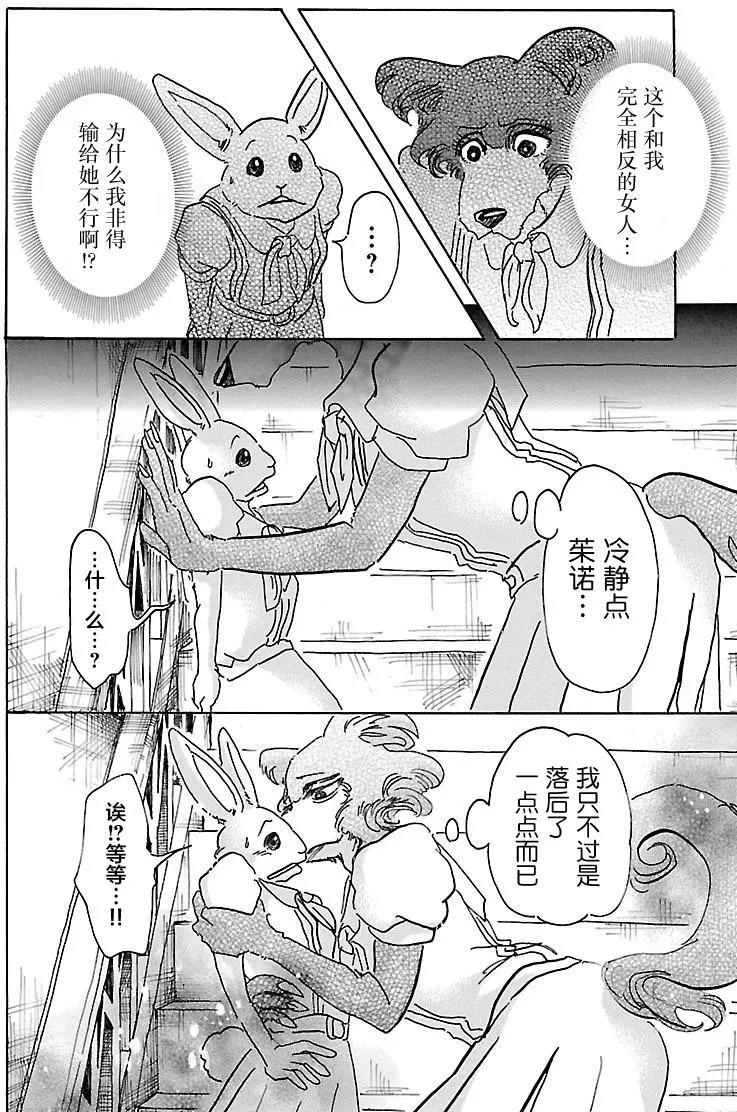 这个和我
完全相反的女人…
…?
为什么我非得
输给她不行啊!?
冷静点
茱诺…
…什…么…?
我只不过是
落后了
一点点而已
诶!?等等…!!